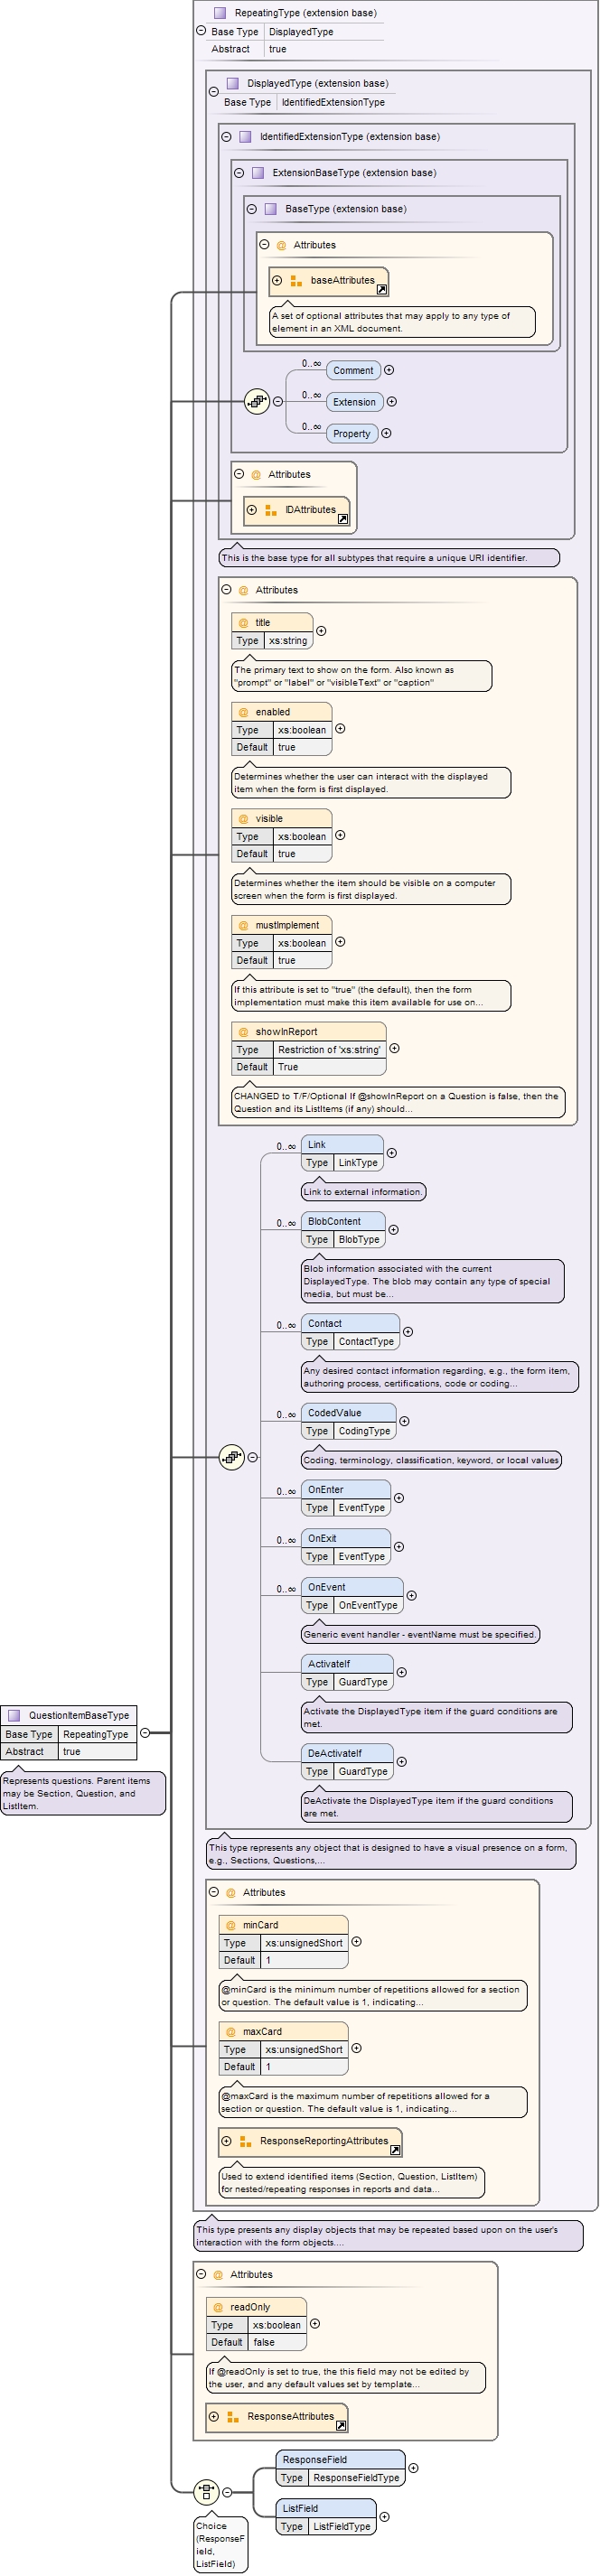 RepeatingType (extension base)
Base Type DisplayedType
Abstract true
DisplayedType (extension base)
Base Type IdentifiedExtensionType
IdentifiedExtensionType (extension base)
ExtensionBaseType (extension base)
BaseType (extension base)
@ Attributes
baseAttributes
A set of optional attributes that may apply to any type of
element in an XML document.
0..∞ Comment
0..∞ Extension
0..∞ Property
@ Attributes
IDAttributes
This is the base type for all subtypes that require a unique URI identifier.
@ Attributes
@ title
Type xs:string
The primary text to show on the form. Also known as
"prompt" or "label" or "visibleText" or "caption"
@ enabled
Type xs:boolean
Default true
Determines whether the user can interact with the displayed
item when the form is first displayed.
@ visible
Type xs:boolean
Default true
Determines whether the item should be visible on a computer
screen when the form is first displayed.
@ mustImplement
Type xs:boolean
Default true
If this attribute is set to "true" (the default), then the form
implementation must make this item available for use on...
@ showInReport
Type Restriction of 'xs:string'
Default True
CHANGED to T/F/Optional If @showInReport on a Question is false, then the
Question and its ListItems (if any) should...
0..∞ Link
Type LinkType
Link to external information.
0..∞ BlobContent
Type BlobType
Blob information associated with the current
DisplayedType. The blob may contain any type of special
media, but must be...
0..∞ Contact
Type ContactType
Any desired contact information regarding, e.g., the form item,
authoring process, certifications, code or coding...
0..∞ CodedValue
Type CodingType
Coding, terminology, classification, keyword, or local values
0..∞ OnEnter
Type EventType
0..∞ OnExit
Type EventType
0..∞ OnEvent
Type OnEventType
Generic event handler - eventName must be specified.
ActivateIf
Type GuardType
Activate the DisplayedType item if the guard conditions are
met.
DeActivateIf
Type GuardType
DeActivate the DisplayedType item if the guard conditions
are met.
QuestionItemBaseType
Base Type RepeatingType
Abstract true
Represents questions. Parent items
may be Section, Question, and
ListItem.
This type represents any object that is designed to have a visual presence on a form,
e.g., Sections, Questions,...
@ Attributes
@ minCard
Type xs:unsignedShort
Default 1
@minCard is the minimum number of repetitions allowed for a section
or question. The default value is 1, indicating...
@ maxCard
Type xs:unsignedShort
Default 1
@maxCard is the maximum number of repetitions allowed for a
section or question. The default value is 1, indicating...
ResponseReportingAttributes
Used to extend identified items (Section, Question, ListItem)
for nested/repeating responses in reports and data...
This type presents any display objects that may be repeated based upon on the user's
interaction with the form objects....
@ Attributes
@ readOnly
Type xs:boolean
Default false
If @readOnly is set to true, the this field may not be edited by
the user, and any default values set by template...
ResponseAttributes
ResponseField
Type ResponseFieldType
ListField
Type ListFieldType
Choice
(ResponseF
ield,
ListField)